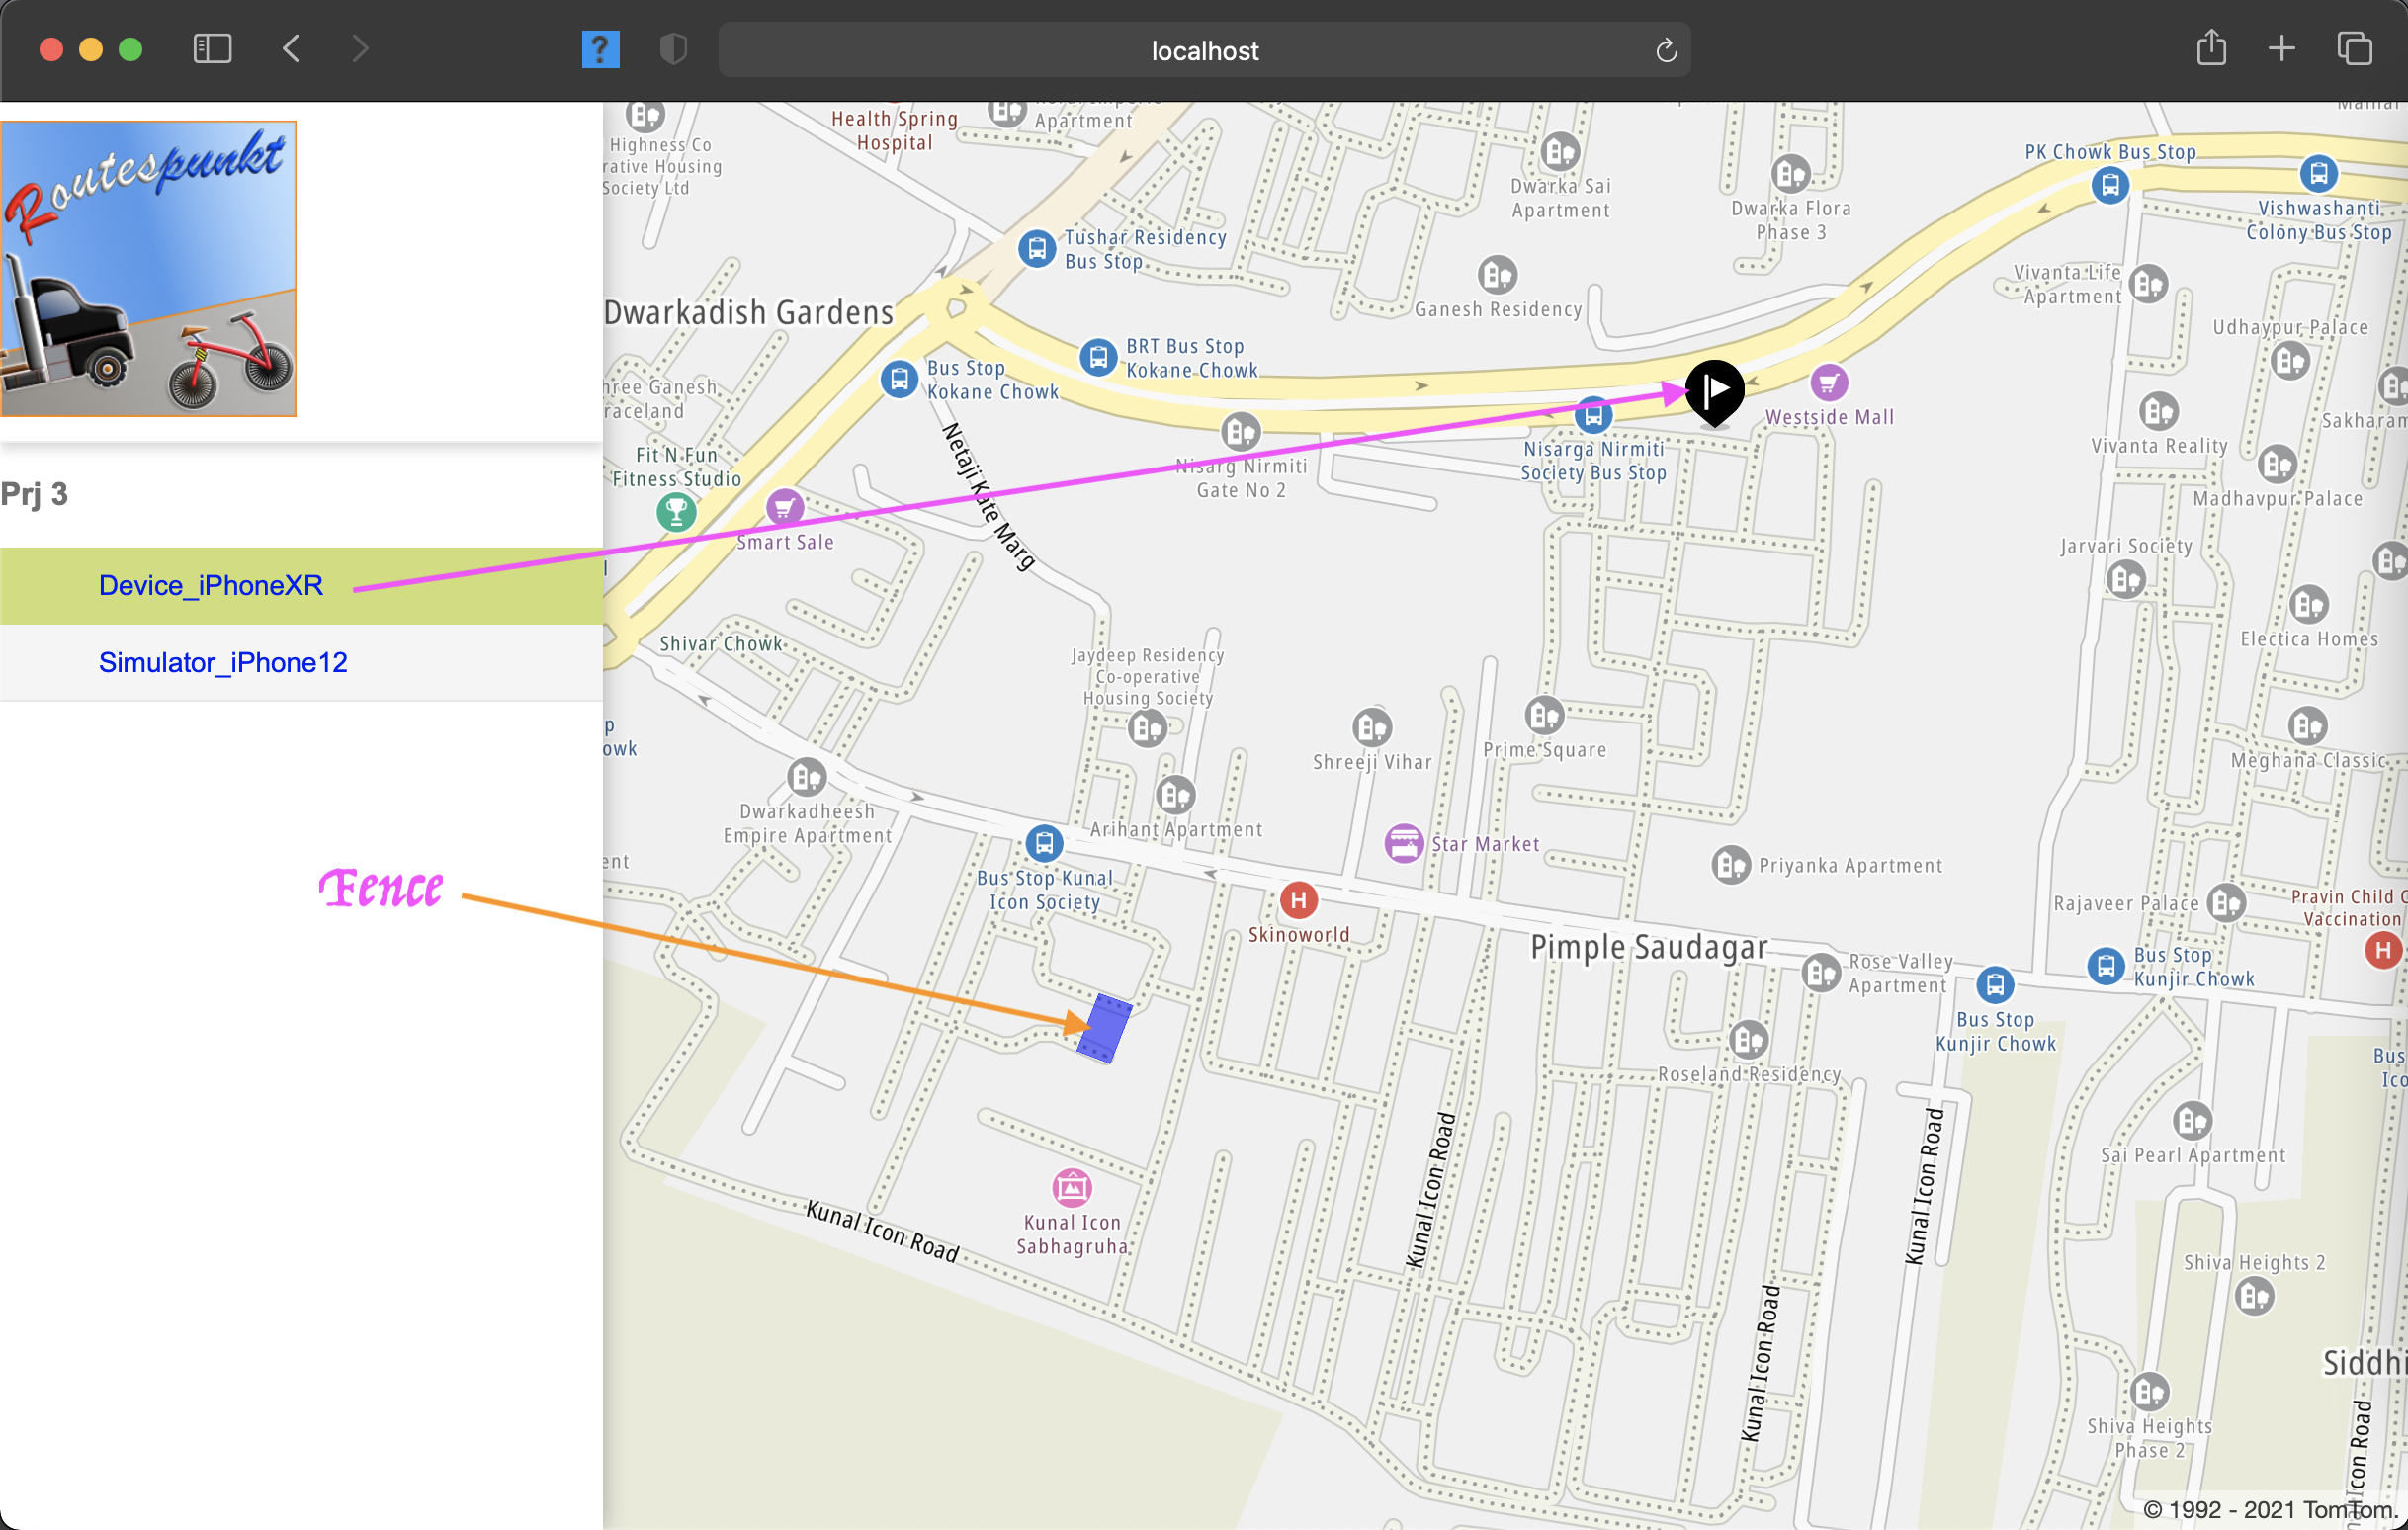 localhost
Routespunkt
Prj 3
Device_iPhoneXR
Simulator_iPhone12
Fence
Highness Co
rative Housing
Society Ltd
Health Spring
Hospital
Apartment
Tushar Residency
Bus Stop
Dwarkadish Gardens
Bus Stop
Kokane Chowk
BRT Bus Stop
Kokane Chowk
Dwarka Sai
Apartment
Dwarka Flora
Phase 3
Ganesh Residency
PK Chowk Bus Stop
Vishwashanti
Colony Bus Stop
Vivanta Life
Apartment
Udhaypur Palace
Westside Mall
Vivanta Reality
Sakharam
Madhavpur Palace
hree Ganesh
raceland
Fit N Fun
Fitness Studio
Smart Sale
Netaji Kate Marg
Nisarg Nirmiti
Gate No 2
Nisarga Nirmiti
Society Bus Stop
Jarvari Society
Electica Homes
Meghana Classic
Shivar Chowk
p
owk
Jaydeep Residency
Co-operative
Housing Society
Shreeji Vihar
Prime Square
Dwarkadheesh
Empire Apartment
Arihant Apartment
Star Market
Priyanka Apartment
ent
Bus Stop Kunal
Icon Society
Skinoworld
Pimple Saudagar
Rose Valley
Apartment
Rajaveer Palace
Pravin Child C
Vaccination
Bus Stop
Kunjir Chowk
Bus Stop
Kunjir Chowk
Roseland Residency
Bus
Ico
Sai Pearl Apartment
Kunal Icon
Sabhagruha
Kunal Icon Road
Kunal Icon Road
Kunal Icon Road
Kunal Icon Road
Shiva Heights 2
Siddhi
Shiva Heights
Phase 2
nal Icon Road
© 1992 - 2021 TomTom.